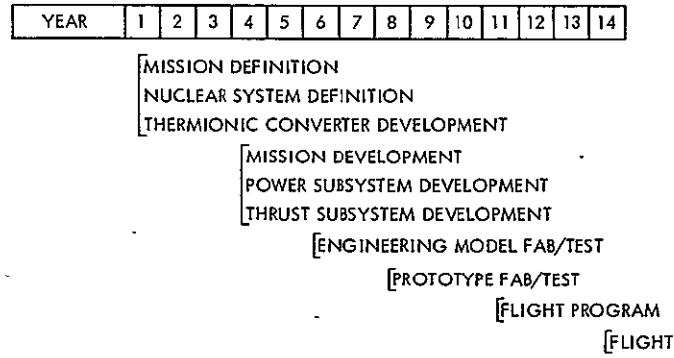 YEAR 1 2 3 4 5 6 7 8 9 10 11 12 13 14
MISSION DEFINITION
NUCLEAR SYSTEM DEFINITION
THERMIONIC CONVERTER DEVELOPMENT
MISSION DEVELOPMENT
POWER SUBSYSTEM DEVELOPMENT
THRUST SUBSYSTEM DEVELOPMENT
ENGINEERING MODEL FAB/TEST
PROTOTYPE FAB/TEST
FLIGHT PROGRAM
FLIGHT